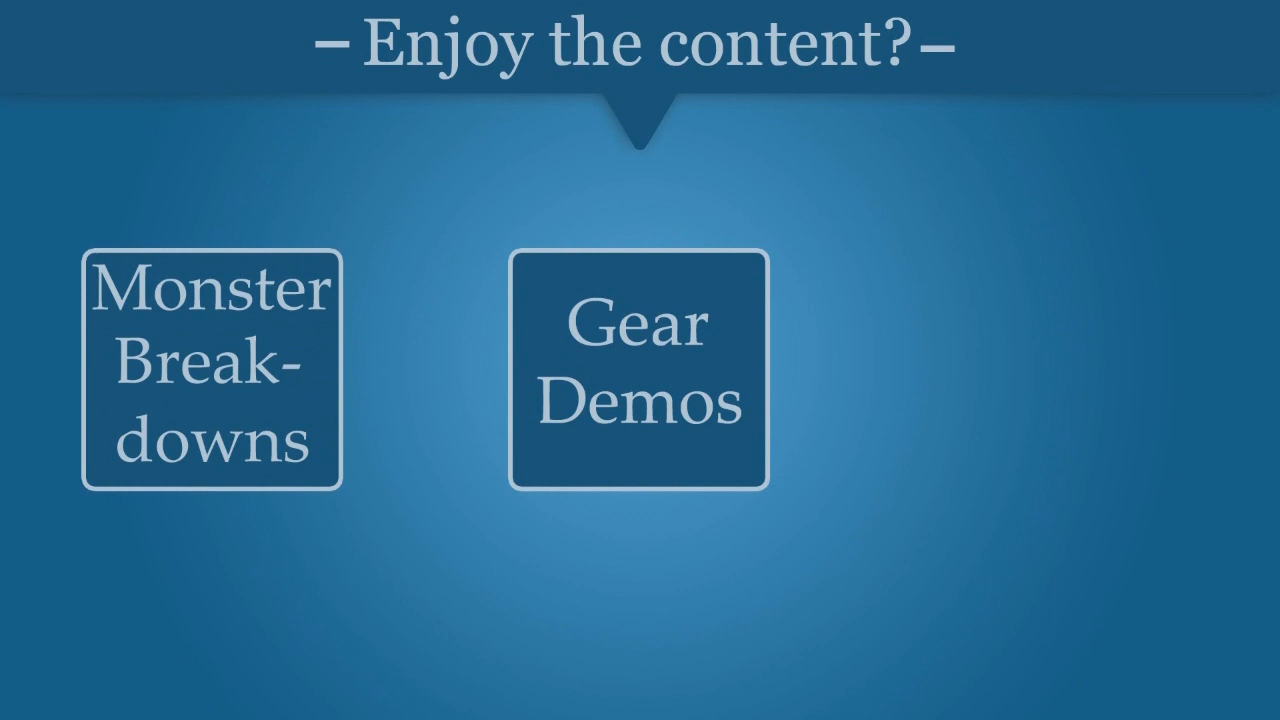 – Enjoy the content? –
Monster
Break-
downs
Gear
Demos